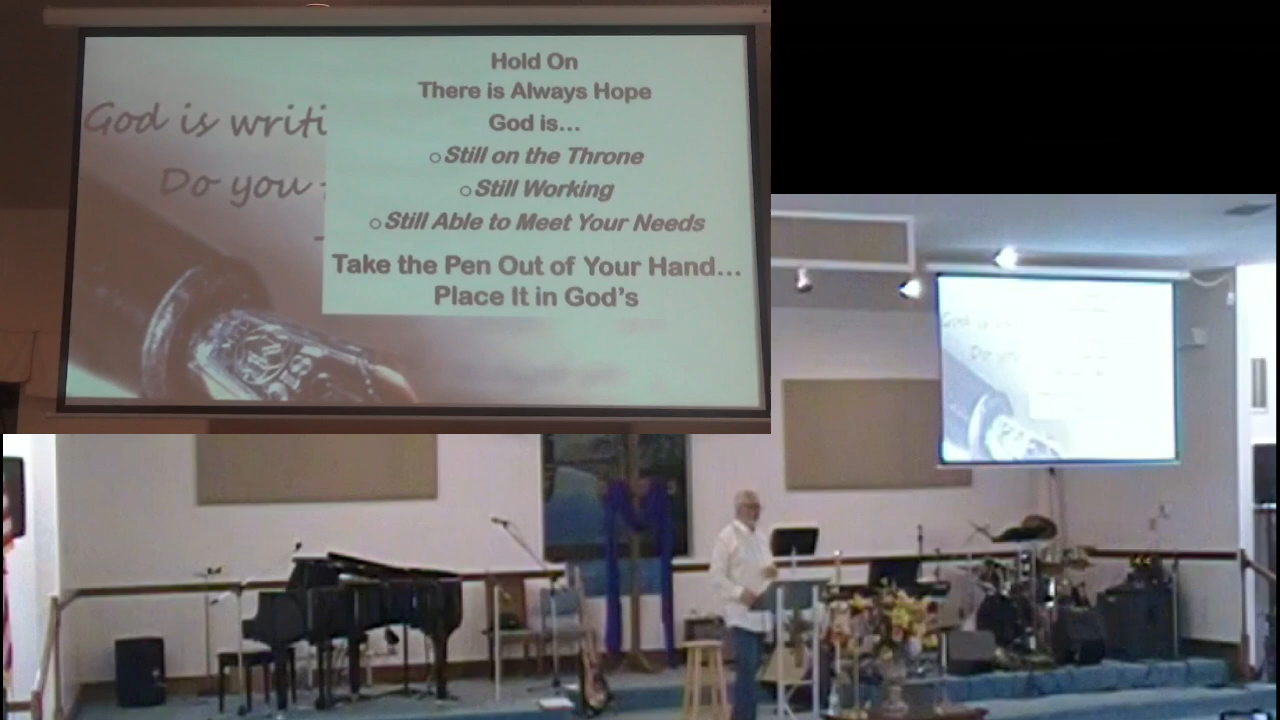 God is writi
Do you
Hold On
There is Always Hope
God is...
○ Still on the Throne
○ Still Working
○ Still Able to Meet Your Needs
Take the Pen Out of Your Hand...
Place It in God's